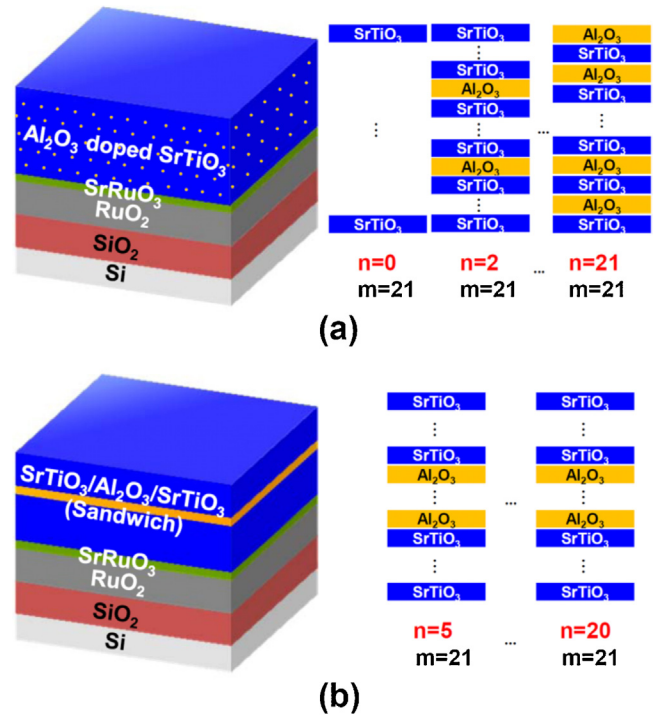 Al₂O₃ doped SrTiO₃
SrRuO₃
RuO₂
SiO₂
Si
SrTiO₃ SrTiO₃ Al₂O₃
⋮ SrTiO₃
SrTiO₃ Al₂O₃
Al₂O₃ SrTiO₃
SrTiO₃
⋮ ⋮ ... ⋮
SrTiO₃ Al₂O₃
Al₂O₃ SrTiO₃
SrTiO₃ Al₂O₃
SrTiO₃ ⋮ SrTiO₃ SrTiO₃
n=0 n=2 ... n=21
m=21 m=21 m=21
(a)
SrTiO₃/Al₂O₃/SrTiO₃
(Sandwich)
SrRuO₃
RuO₂
SiO₂
Si
SrTiO₃ SrTiO₃
⋮ ⋮
SrTiO₃ SrTiO₃
Al₂O₃ Al₂O₃
⋮ ... ⋮
Al₂O₃ Al₂O₃
SrTiO₃ SrTiO₃
⋮ ⋮
SrTiO₃ SrTiO₃
n=5 ... n=20
m=21 m=21
(b)